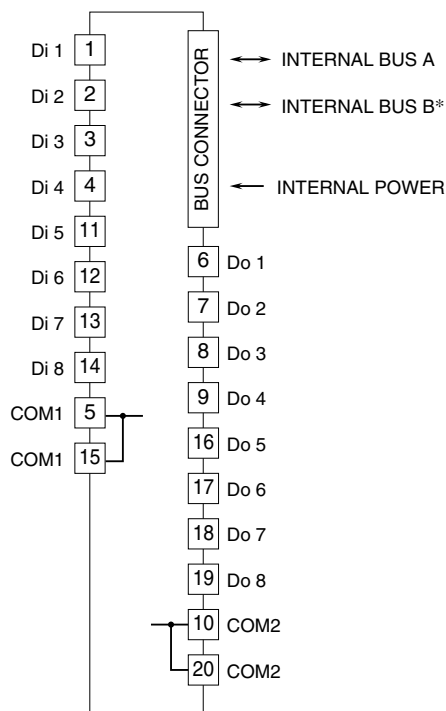 Di 1 1
Di 2 2
Di 3 3
Di 4 4
Di 5 11
Di 6 12
Di 7 13
Di 8 14
COM1 5
COM1 15
BUS CONNECTOR
INTERNAL BUS A
INTERNAL BUS B*
INTERNAL POWER
6 Do 1
7 Do 2
8 Do 3
9 Do 4
16 Do 5
17 Do 6
18 Do 7
19 Do 8
10 COM2
20 COM2